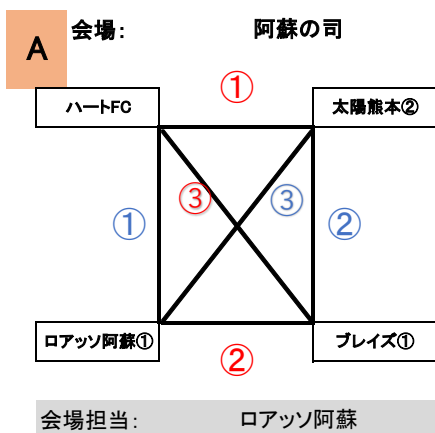 A 会場： 阿蘇の司
①
ハートFC 太陽熊本②
③ ③
① ②
ロアッソ阿蘇① ブレイズ①
②
会場担当： ロアッソ阿蘇